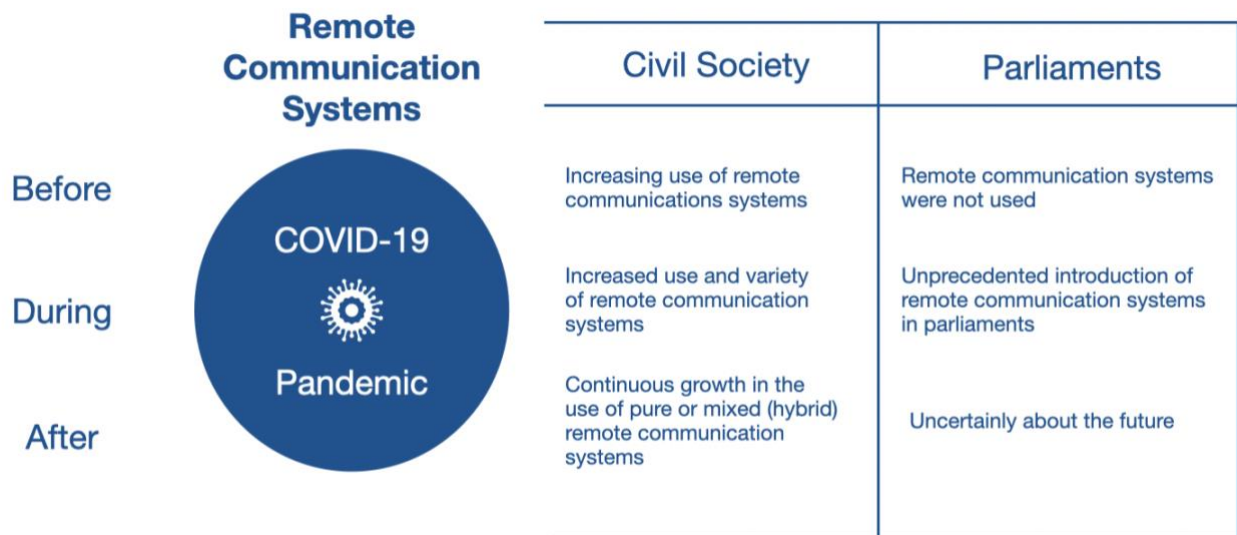 Remote
Communication
Systems
Civil Society
Parliaments
Before
COVID-19
Pandemic
Increasing use of remote
communications systems
Remote communication systems
were not used
During
Increased use and variety
of remote communication
systems
Unprecedented introduction of
remote communication systems
in parliaments
After
Continuous growth in the
use of pure or mixed (hybrid)
remote communication
systems
Uncertainly about the future